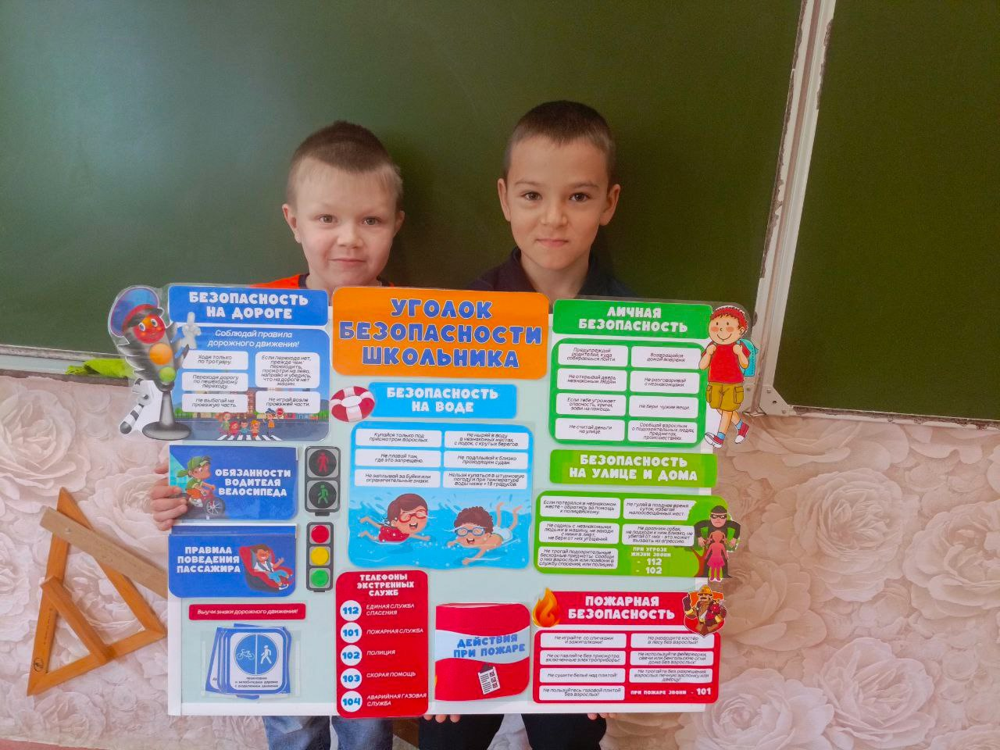 БЕЗОПАСНОСТЬ
НА ДОРОГЕ
Соблюдай правила
дорожного движения!
Ходи только
по тротуару.
Если перехода нет,
прежде чем
переходить,
посмотри на лево,
направо и убедись,
что на дороге нет
машин.
Переходи дорогу
по пешеходному
переходу.
Не выбегай на
проезжую часть.
Не играй возле
проезжей части.
ОБЯЗАННОСТИ
ВОДИТЕЛЯ
ВЕЛОСИПЕДА
ПРАВИЛА
ПОВЕДЕНИЯ
ПАССАЖИРА
Выучи знаки дорожного движения!
УГОЛОК
БЕЗОПАСНОСТИ
ШКОЛЬНИКА
БЕЗОПАСНОСТЬ
НА ВОДЕ
Купайся только под
присмотром взрослых.
Не ныряй в воду
в незнакомых местах,
с лодок, с крутых берегов.
Не плавай там,
где это запрещено.
Не подплывай к близко
проходящим судам.
Не заплывай за буйки или
ограничительные знаки.
Нельзя купаться в штормовую
погоду и при температуре
воды ниже +18 градусов.
ТЕЛЕФОНЫ
ЭКСТРЕННЫХ
СЛУЖБ
112 ЕДИНАЯ СЛУЖБА
СПАСЕНИЯ
101 ПОЖАРНАЯ СЛУЖБА
102 ПОЛИЦИЯ
103 СКОРАЯ ПОМОЩЬ
104 АВАРИЙНАЯ ГАЗОВАЯ
СЛУЖБА
ДЕЙСТВИЯ
ПРИ ПОЖАРЕ
ЛИЧНАЯ
БЕЗОПАСНОСТЬ
Предупреждай
родителей, куда
собираешься пойти.
Возвращайся
домой вовремя.
Не открывай дверь
незнакомым людям.
Не разговаривай
с незнакомцами.
Если тебе угрожает
опасность, кричи,
зови на помощь.
Не бери чужие вещи.
Не считай деньги
на улице.
Сообщай взрослым
о подозрительных людях,
предметах,
происшествиях.
БЕЗОПАСНОСТЬ
НА УЛИЦЕ И ДОМА
Если потерялся в незнакомом
месте - обратись за помощью
к полицейскому.
Не гуляй в позднее время
суток, избегай
малоосвещённых мест.
Не садись с незнакомыми
людьми в машину, не заходи
с ними в лифт,
не бери от них угощений.
Не дразни собак,
не подходи к ним близко, не
убегай от них - это может
вызвать их агрессию.
Не трогай подозрительные
бесхозные предметы. Сообщи
о них взрослым или позвони в
службу спасения, или полицию.
ПРИ УГРОЗЕ
ЖИЗНИ ЗВОНИ
- 112
- 102
ПОЖАРНАЯ
БЕЗОПАСНОСТЬ
Не играйте со спичками
и зажигалками!
Не разводите костёр
в лесу без взрослых!
Не оставляйте без присмотра
включенные электроприборы!
Не используйте фейерверки,
свечи или бенгальские огни
дома без взрослых!
Не сушите бельё над плитой!
Не трогайте без разрешения
взрослых печную заслонку или
дверцу!
Не пользуйтесь газовой плитой
без взрослых!
ПРИ ПОЖАРЕ ЗВОНИ - 101